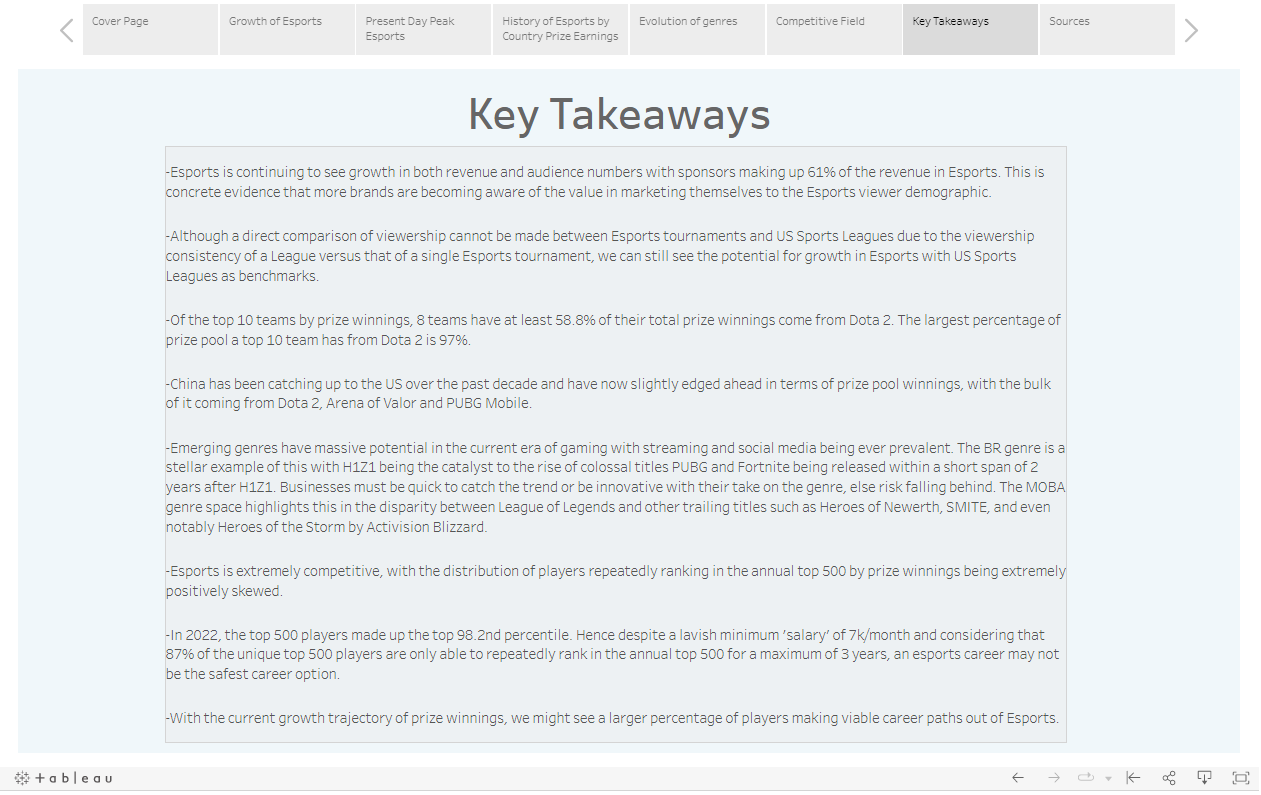 Cover Page
Growth of Esports
Present Day Peak
Esports
History of Esports by
Country Prize Earnings
Evolution of genres
Competitive Field
Key Takeaways
Sources
Key Takeaways
-Esports is continuing to see growth in both revenue and audience numbers with sponsors making up 61% of the revenue in Esports. This is
concrete evidence that more brands are becoming aware of the value in marketing themselves to the Esports viewer demographic.
-Although a direct comparison of viewership cannot be made between Esports tournaments and US Sports Leagues due to the viewership
consistency of a League versus that of a single Esports tournament, we can still see the potential for growth in Esports with US Sports
Leagues as benchmarks.
-Of the top 10 teams by prize winnings, 8 teams have at least 58.8% of their total prize winnings come from Dota 2. The largest percentage of
prize pool a top 10 team has from Dota 2 is 97%.
-China has been catching up to the US over the past decade and have now slightly edged ahead in terms of prize pool winnings, with the bulk
of it coming from Dota 2, Arena of Valor and PUBG Mobile.
-Emerging genres have massive potential in the current era of gaming with streaming and social media being ever prevalent. The BR genre is a
stellar example of this with H1Z1 being the catalyst to the rise of colossal titles PUBG and Fortnite being released within a short span of 2
years after H1Z1. Businesses must be quick to catch the trend or be innovative with their take on the genre, else risk falling behind. The MOBA
genre space highlights this in the disparity between League of Legends and other trailing titles such as Heroes of Newerth, SMITE, and even
notably Heroes of the Storm by Activision Blizzard.
-Esports is extremely competitive, with the distribution of players repeatedly ranking in the annual top 500 by prize winnings being extremely
positively skewed.
-In 2022, the top 500 players made up the top 98.2nd percentile. Hence despite a lavish minimum 'salary' of 7k/month and considering that
87% of the unique top 500 players are only able to repeatedly rank in the annual top 500 for a maximum of 3 years, an esports career may not
be the safest career option.
-With the current growth trajectory of prize winnings, we might see a larger percentage of players making viable career paths out of Esports.
+ a b l e a u